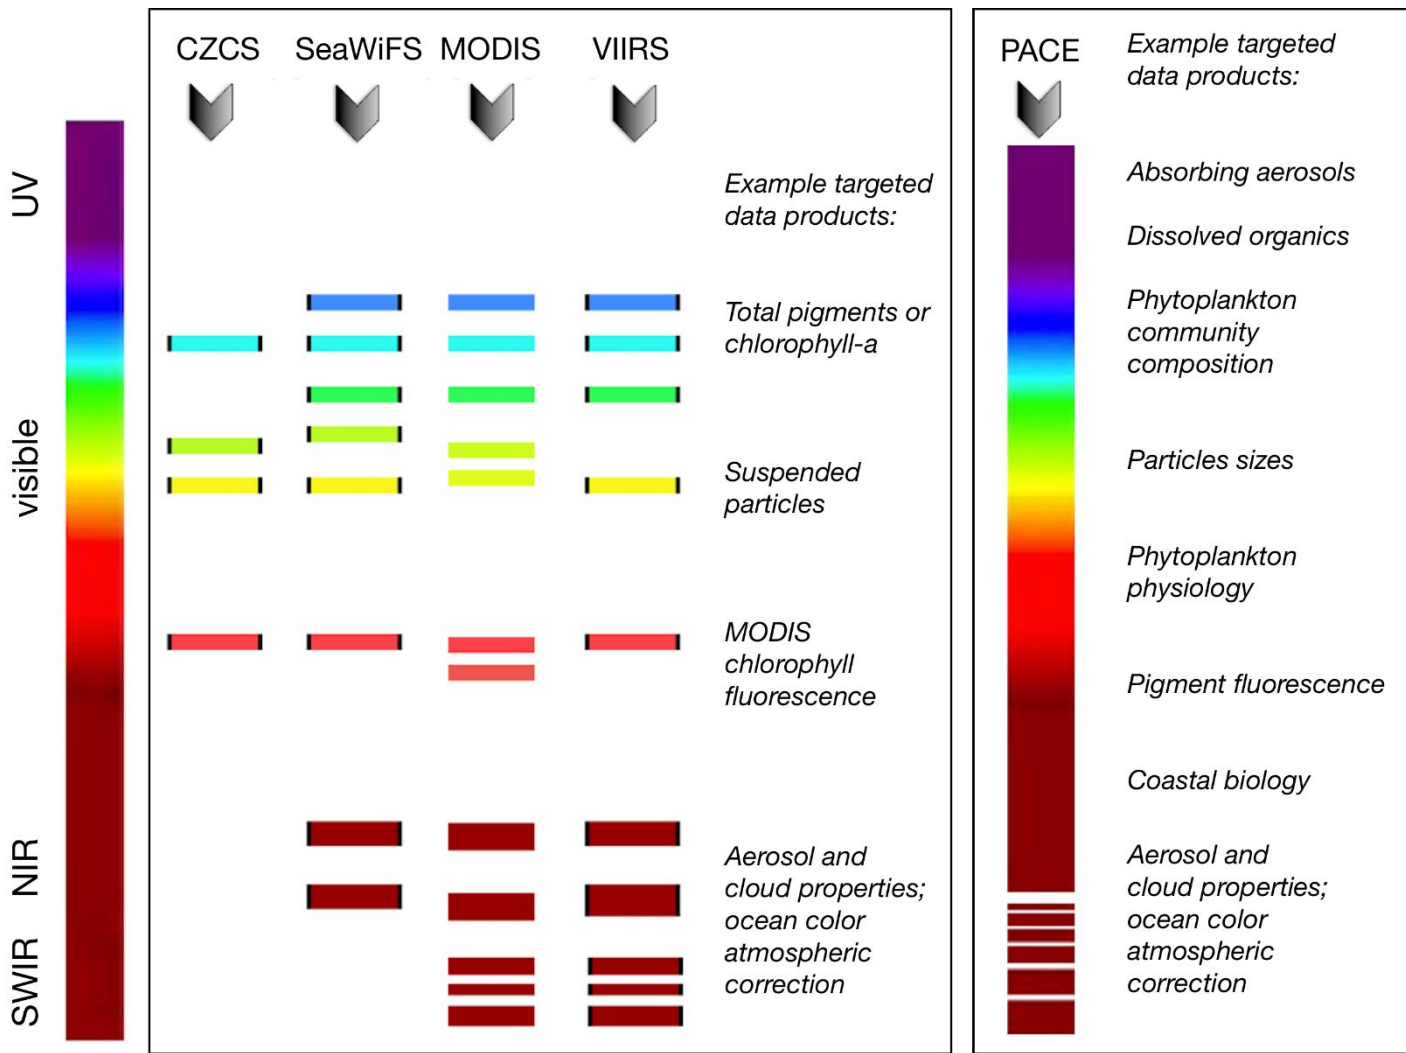 CZCS SeaWiFS MODIS VIIRS
UV
visible
NIR
SWIR
Example targeted
data products:
Total pigments or
chlorophyll-a
Suspended
particles
MODIS
chlorophyll
fluorescence
Aerosol and
cloud properties;
ocean color
atmospheric
correction
PACE
Example targeted
data products:
Absorbing aerosols
Dissolved organics
Phytoplankton
community
composition
Particles sizes
Phytoplankton
physiology
Pigment fluorescence
Coastal biology
Aerosol and
cloud properties;
ocean color
atmospheric
correction